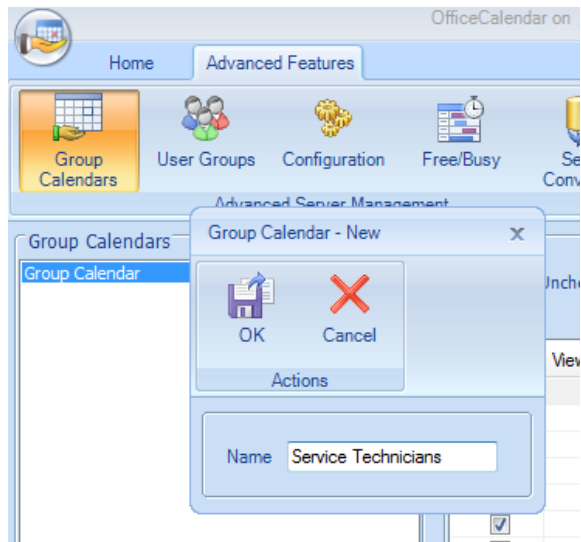 OfficeCalendar on
Home Advanced Features
Group Calendars User Groups Configuration Free/Busy
Advanced Server Management
Group Calendars
Group Calendar
Group Calendar - New
OK Cancel
Actions
View
Name Service Technicians